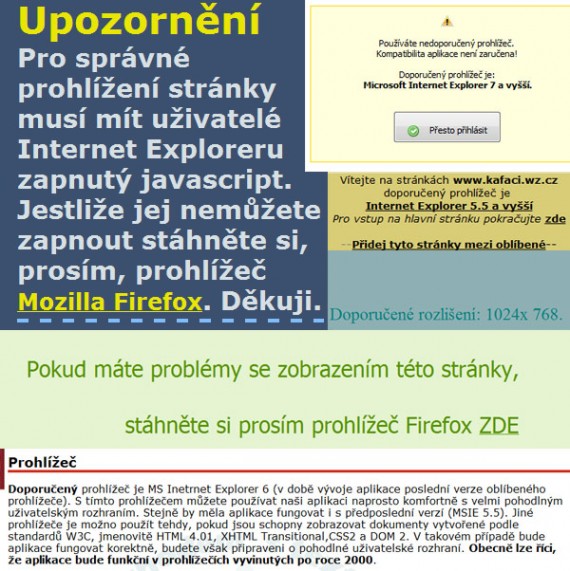 Upozornění
Pro správné
prohlížení stránky
musí mít uživatelé
Internet Exploreru
zapnutý javascript.
Jestliže jej nemůžete
zapnout stáhněte si,
prosím, prohlížeč
Mozilla Firefox. Děkuji.
Používáte nedoporučený prohlížeč.
Kompatibilita aplikace není zaručena!
Doporučený prohlížeč je:
Microsoft Internet Explorer 7 a vyšší.
Přesto přihlásit
Vítejte na stránkách www.kafaci.wz.cz
doporučený prohlížeč je
Internet Explorer 5.5 a vyšší
Pro vstup na hlavní stránku pokračujte zde
--Přidej tyto stránky mezi oblíbené--
Doporučené rozlišení: 1024x 768.
Pokud máte problémy se zobrazením této stránky,
stáhněte si prosím prohlížeč Firefox ZDE
Prohlížeč
Doporučený prohlížeč je MS Inetrnet Explorer 6 (v době vývoje aplikace poslední verze oblíbeného
prohlížeče). S tímto prohlížečem můžete používat naši aplikaci naprosto komfortně s velmi pohodlným
uživatelským rozhraním. Stejně by měla aplikace fungovat i s předposlední verzí (MSIE 5.5). Jiné
prohlížeče je možno použít tehdy, pokud jsou schopny zobrazovat dokumenty vytvořené podle
standardů W3C, jmenovitě HTML 4.01, XHTML Transitional,CSS2 a DOM 2. V takovém případě bude
aplikace fungovat korektně, budete však připraveni o pohodlné uživatelské rozhraní. Obecně lze říci,
že aplikace bude funkční v prohlížečích vyvinutých po roce 2000.